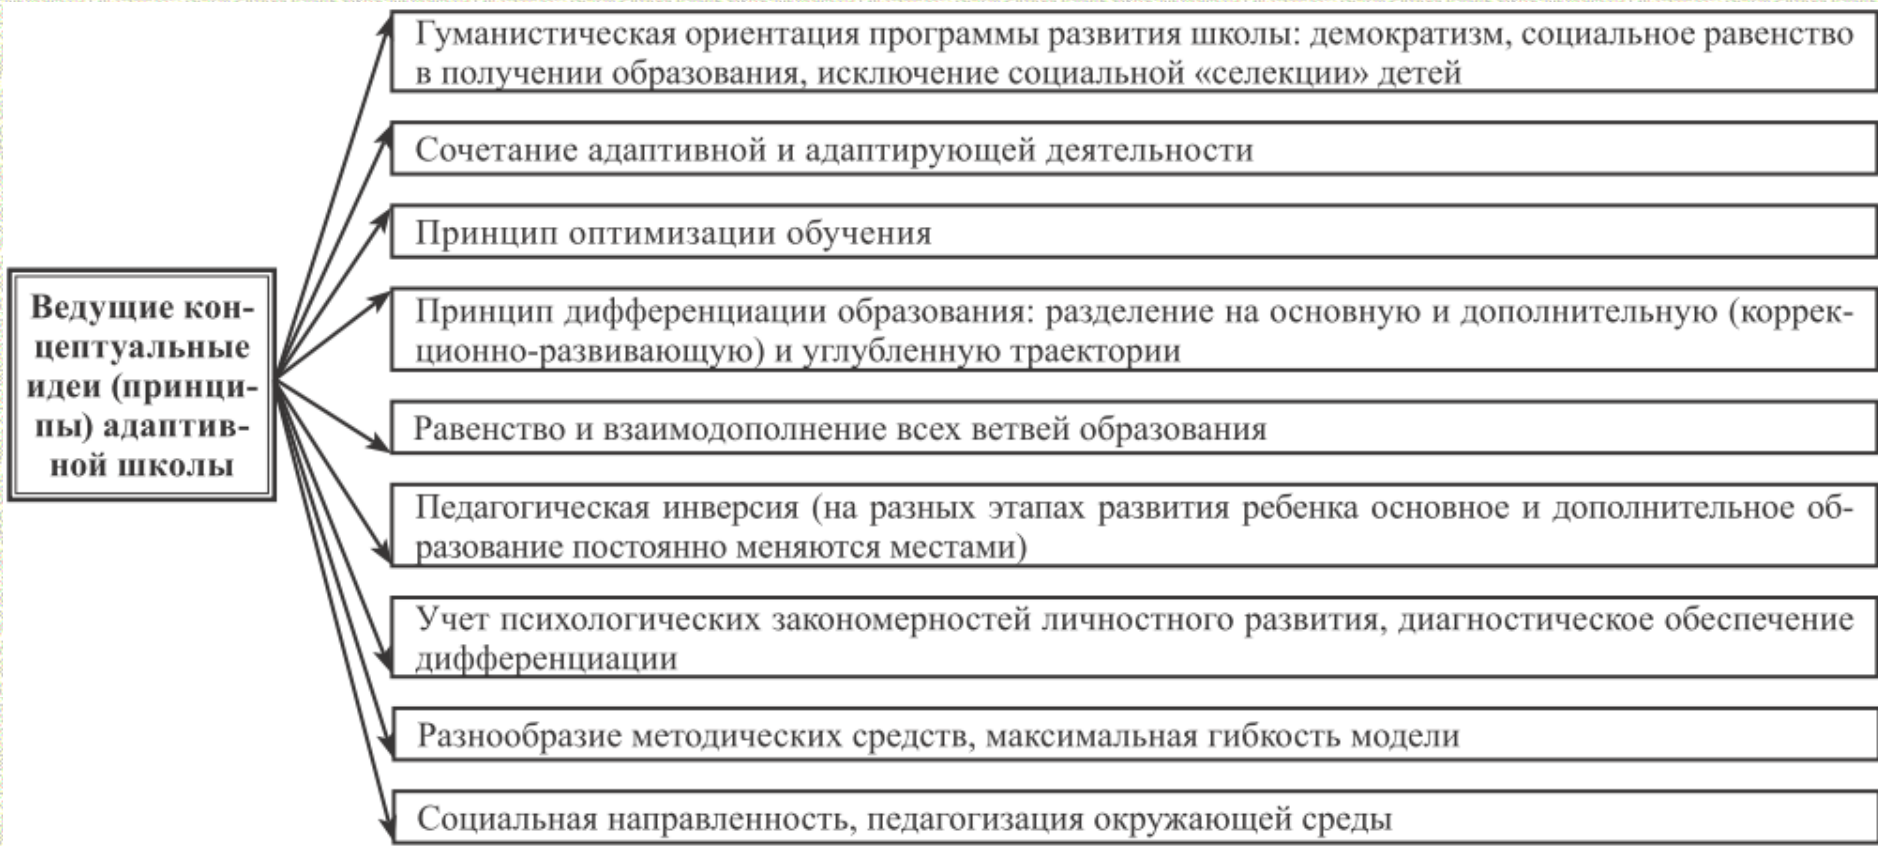 Ведущие кон-
цептуальные
идеи (принци-
пы) адаптив-
ной школы
Гуманистическая ориентация программы развития школы: демократизм, социальное равенство
в получении образования, исключение социальной «селекции» детей
Сочетание адаптивной и адаптирующей деятельности
Принцип оптимизации обучения
Принцип дифференциации образования: разделение на основную и дополнительную (коррек-
ционно-развивающую) и углубленную траектории
Равенство и взаимодополнение всех ветвей образования
Педагогическая инверсия (на разных этапах развития ребенка основное и дополнительное об-
разование постоянно меняются местами)
Учет психологических закономерностей личностного развития, диагностическое обеспечение
дифференциации
Разнообразие методических средств, максимальная гибкость модели
Социальная направленность, педагогизация окружающей среды